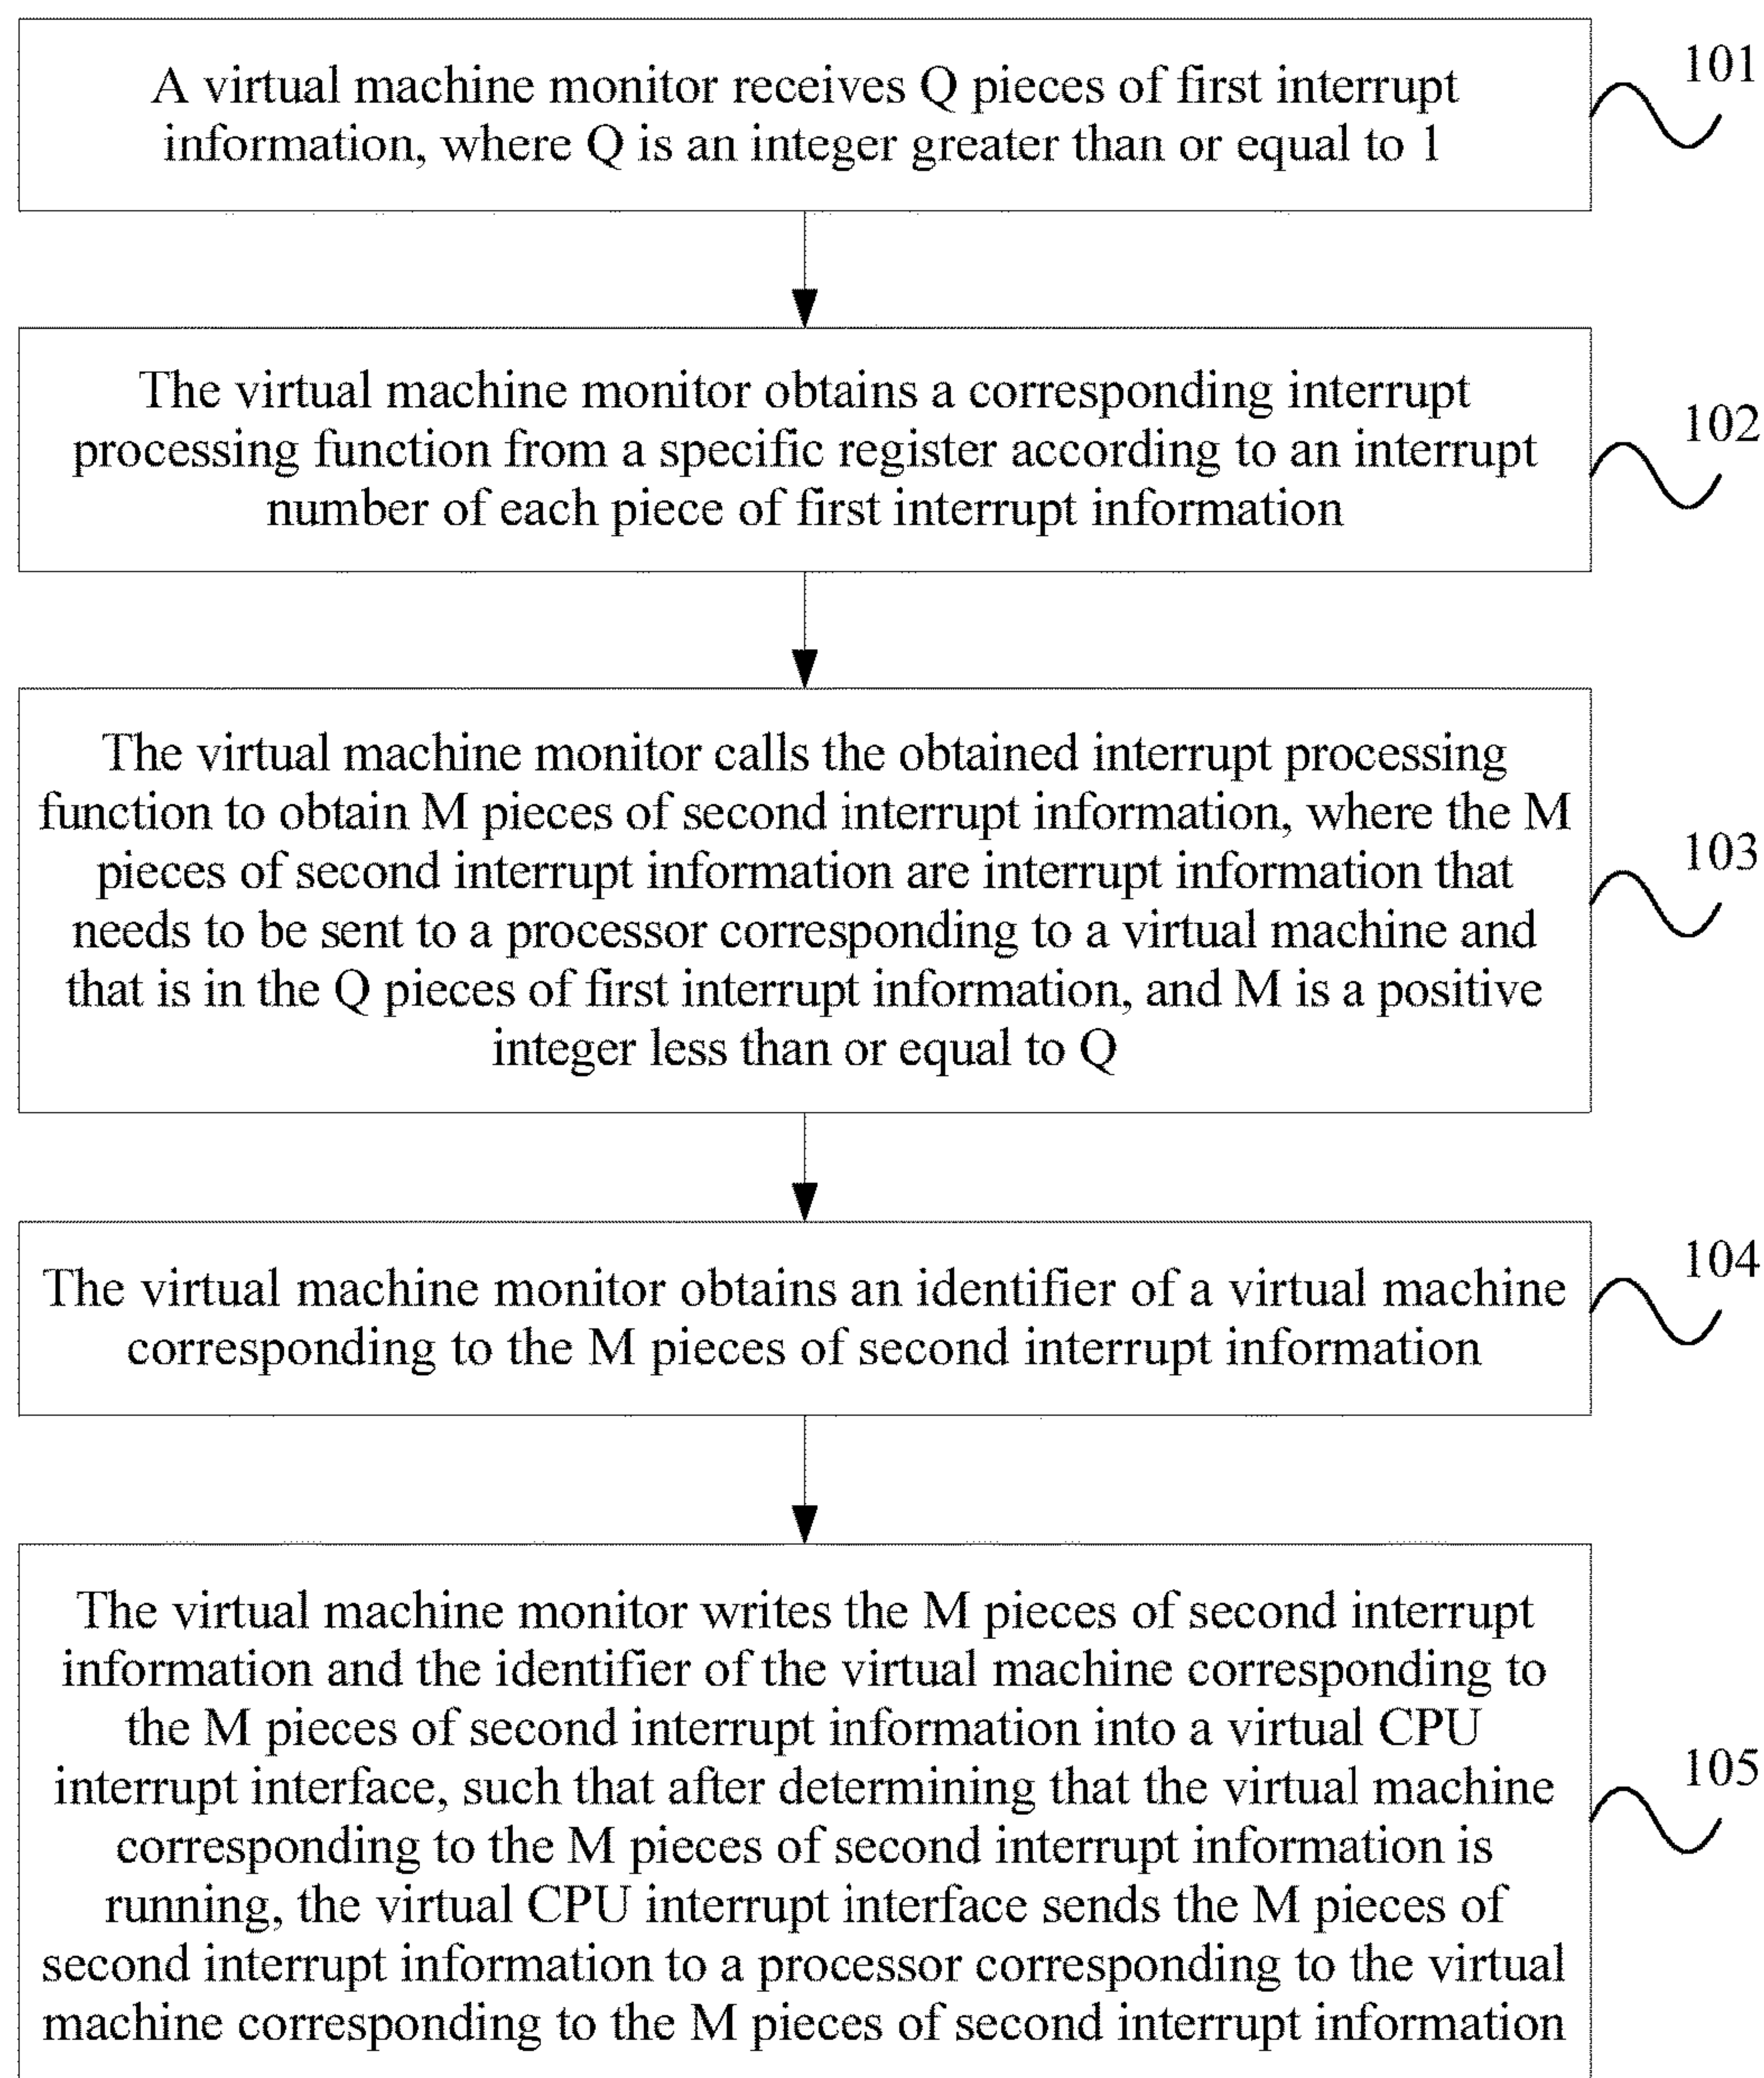 A virtual machine monitor receives Q pieces of first interrupt
information, where Q is an integer greater than or equal to 1
101
The virtual machine monitor obtains a corresponding interrupt
processing function from a specific register according to an interrupt
number of each piece of first interrupt information
102
The virtual machine monitor calls the obtained interrupt processing
function to obtain M pieces of second interrupt information, where the M
pieces of second interrupt information are interrupt information that
needs to be sent to a processor corresponding to a virtual machine and
that is in the Q pieces of first interrupt information, and M is a positive
integer less than or equal to Q
103
The virtual machine monitor obtains an identifier of a virtual machine
corresponding to the M pieces of second interrupt information
104
The virtual machine monitor writes the M pieces of second interrupt
information and the identifier of the virtual machine corresponding to
the M pieces of second interrupt information into a virtual CPU
interrupt interface, such that after determining that the virtual machine
corresponding to the M pieces of second interrupt information is
running, the virtual CPU interrupt interface sends the M pieces of
second interrupt information to a processor corresponding to the virtual
machine corresponding to the M pieces of second interrupt information
105